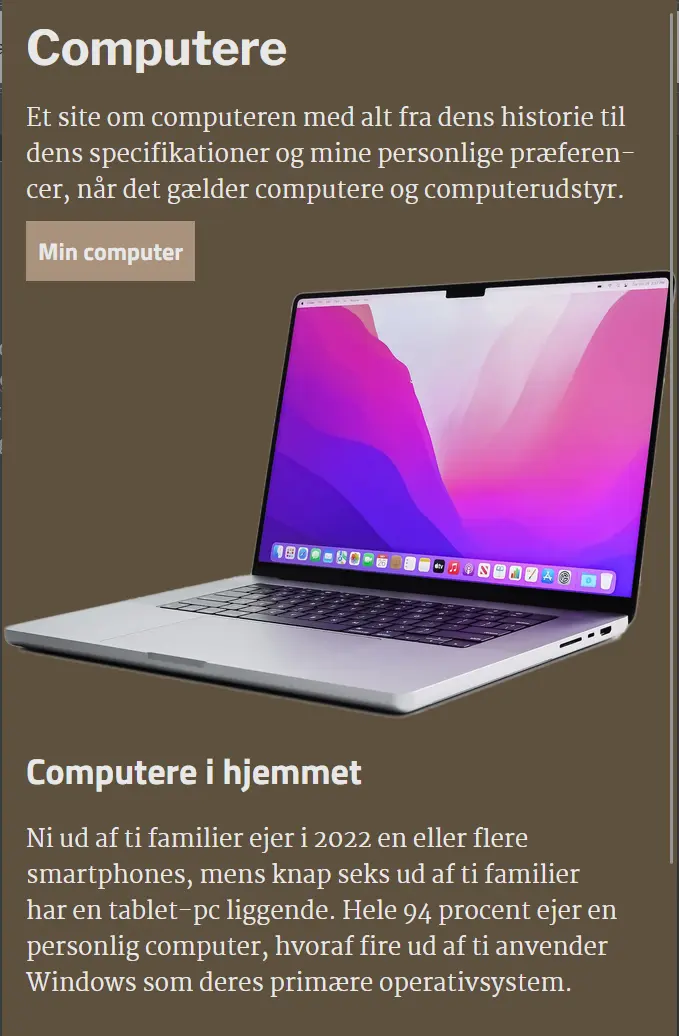 Computere
Et site om computeren med alt fra dens historie til
dens specifikationer og mine personlige præferen-
cer, når det gælder computere og computerudstyr.
Min computer
Computere i hjemmet
Ni ud af ti familier ejer i 2022 en eller flere
smartphones, mens knap seks ud af ti familier
har en tablet-pc liggende. Hele 94 procent ejer en
personlig computer, hvoraf fire ud af ti anvender
Windows som deres primære operativsystem.